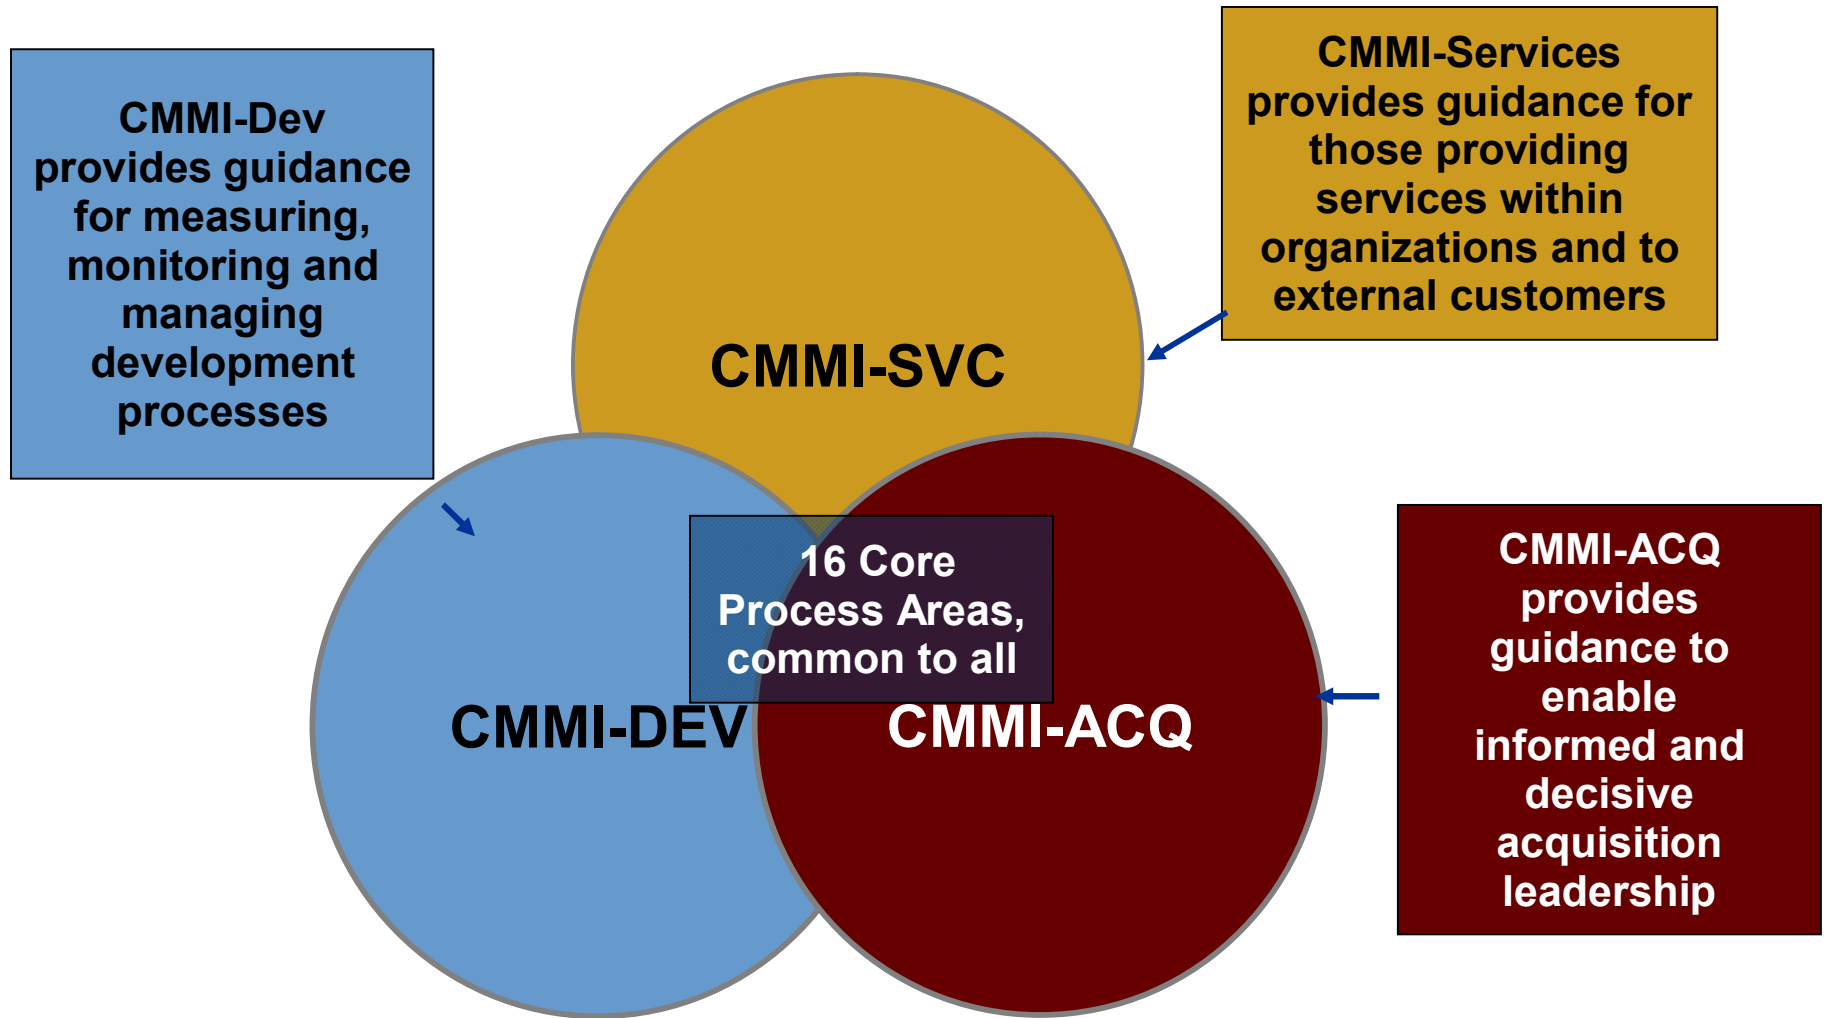 CMMI-Dev
provides guidance
for measuring,
monitoring and
managing
development
processes
CMMI-Services
provides guidance for
those providing
services within
organizations and to
external customers
CMMI-SVC
16 Core
Process Areas,
common to all
CMMI-DEV
CMMI-ACQ
CMMI-ACQ
provides
guidance to
enable
informed and
decisive
acquisition
leadership